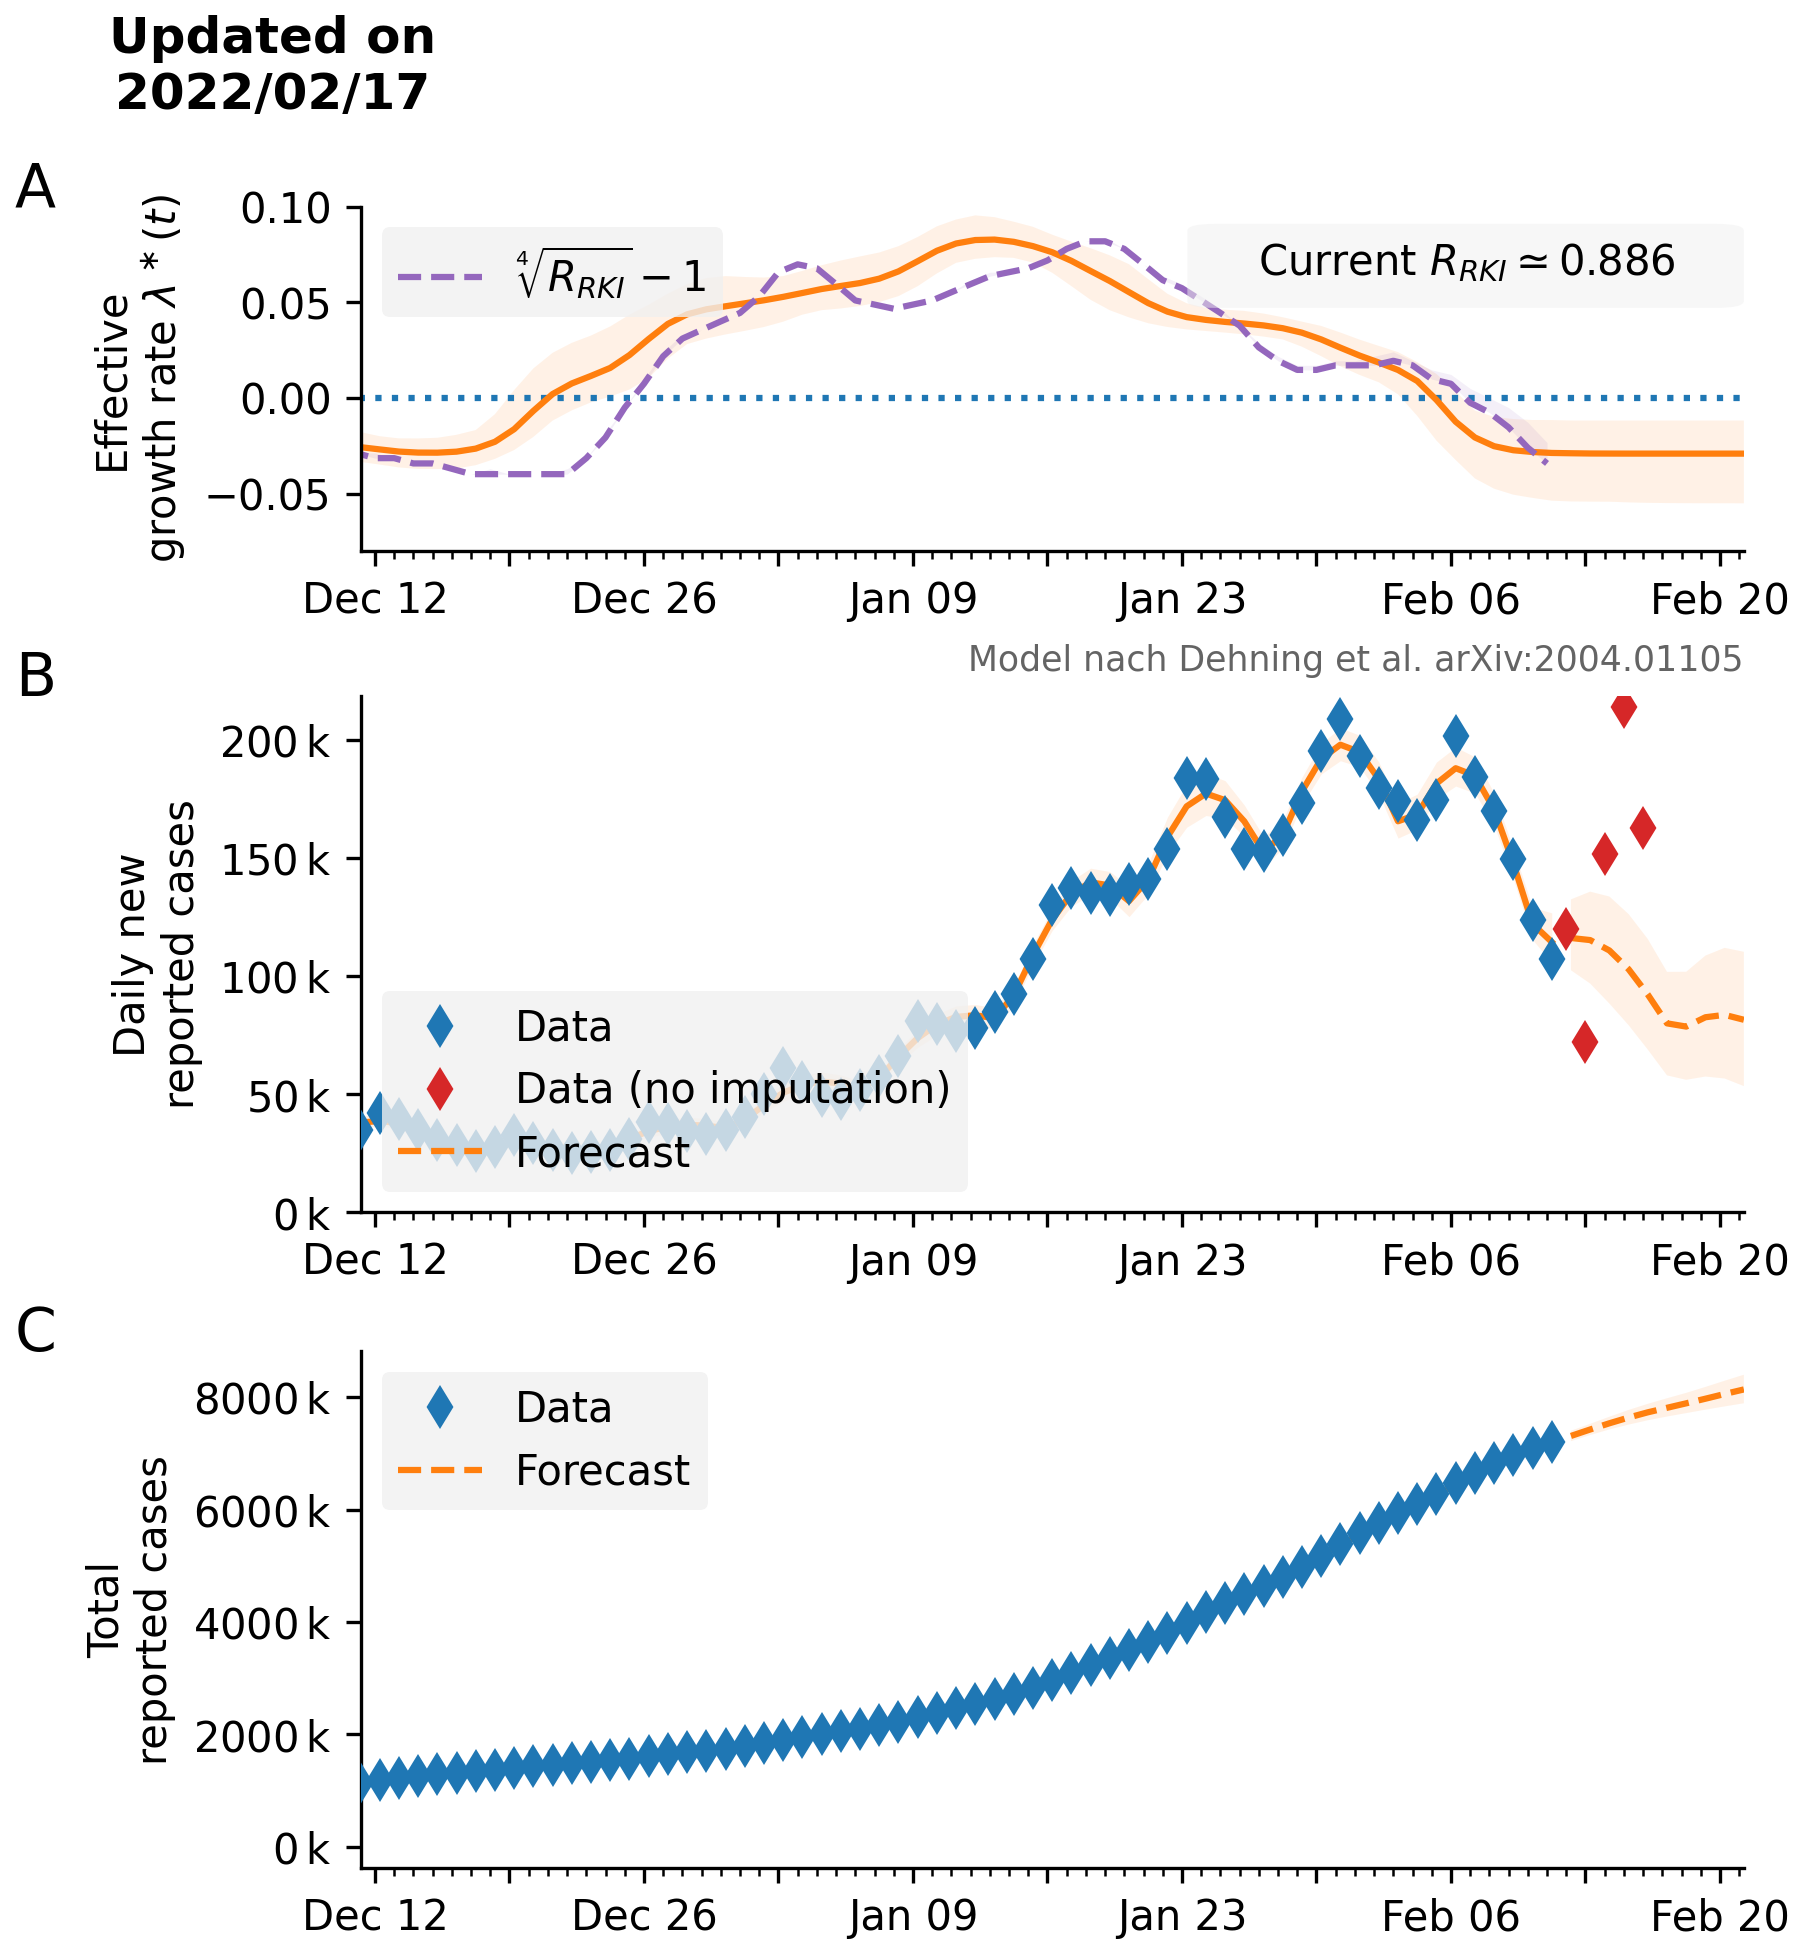 Updated on
2022/02/17
A
Effective
growth rate λ * (t)
0.10
0.05
0.00
−0.05
∜R_RKI − 1
Current R_RKI ≃ 0.886
Dec 12
Dec 26
Jan 09
Jan 23
Feb 06
Feb 20
B
Model nach Dehning et al. arXiv:2004.01105
Daily new
reported cases
200 k
150 k
100 k
50 k
0 k
Data
Data (no imputation)
Forecast
Dec 12
Dec 26
Jan 09
Jan 23
Feb 06
Feb 20
C
Total
reported cases
8000 k
6000 k
4000 k
2000 k
0 k
Data
Forecast
Dec 12
Dec 26
Jan 09
Jan 23
Feb 06
Feb 20